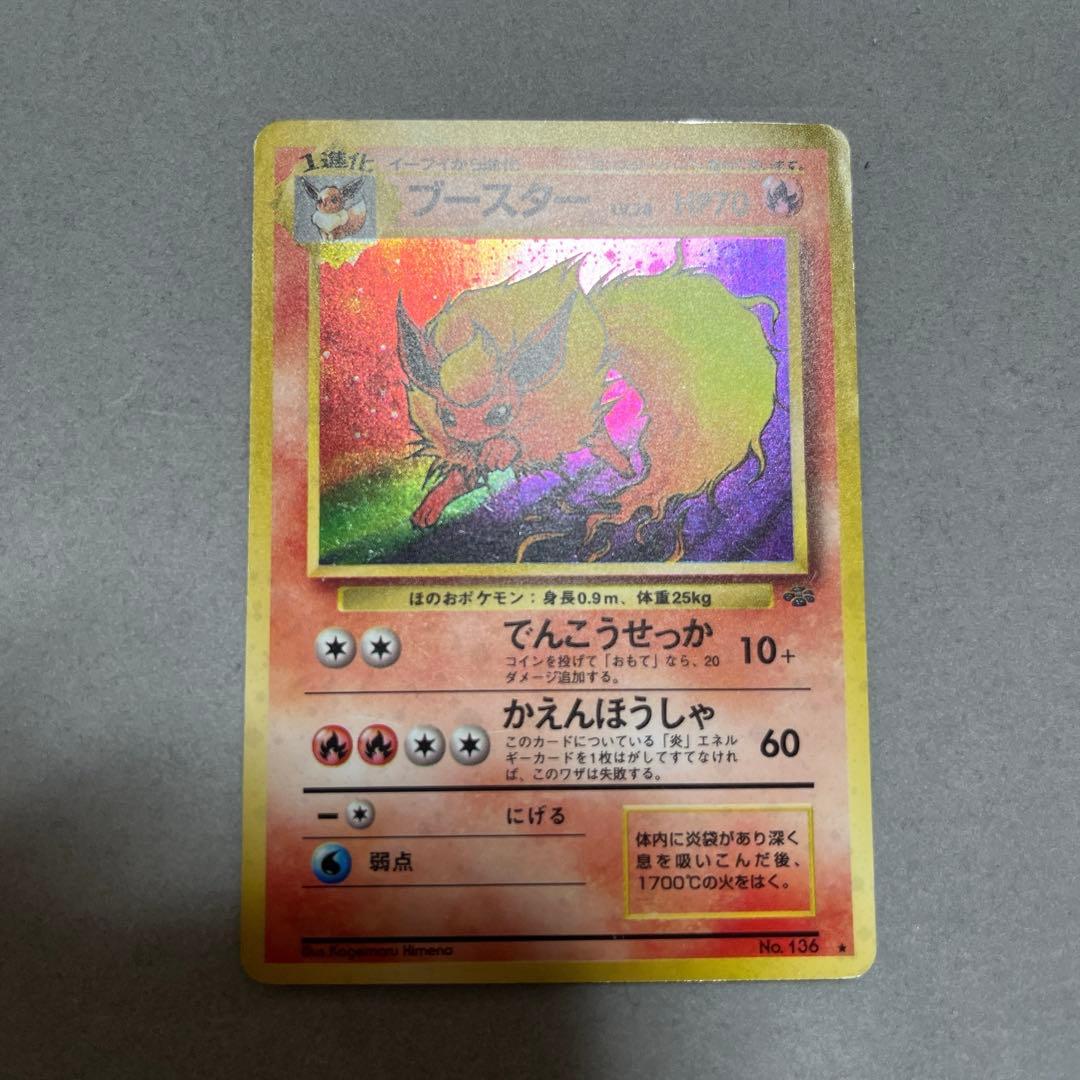 1進化 イーブイから進化
ブースター LV.28 HP70
ほのおポケモン：身長0.9m、体重25kg
でんこうせっか 10+
コインを投げて「おもて」なら、20
ダメージ追加する。
かえんほうしゃ 60
このカードについている「炎」エネル
ギーカードを1枚はがしてすてなけれ
ば、このワザは失敗する。
にげる
弱点
体内に炎袋があり深く
息を吸いこんだ後、
1700℃の火をはく。
Illus. Kagemaru Himeno No. 136 ★